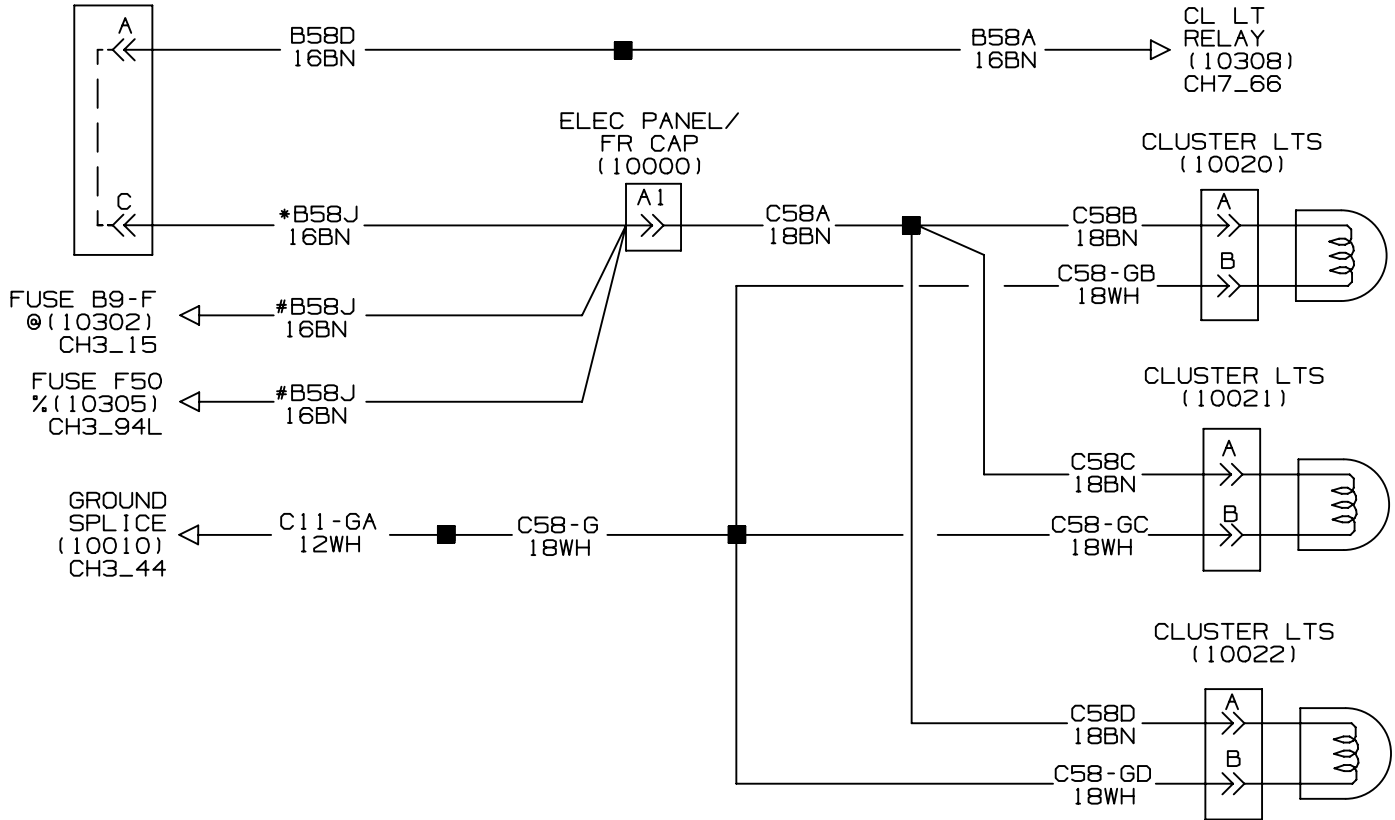 A
B58D
16BN
B58A
16BN
CL LT
RELAY
(10308)
CH7_66
ELEC PANEL/
FR CAP
(10000)
CLUSTER LTS
(10020)
C
*B58J
16BN
A1
C58A
18BN
C58B
18BN
A
C58-GB
18WH
B
FUSE B9-F
@(10302)
CH3_15
#B58J
16BN
FUSE F50
%(10305)
CH3_94L
#B58J
16BN
CLUSTER LTS
(10021)
C58C
18BN
A
GROUND
SPLICE
(10010)
CH3_44
C11-GA
12WH
C58-G
18WH
C58-GC
18WH
B
CLUSTER LTS
(10022)
C58D
18BN
A
C58-GD
18WH
B